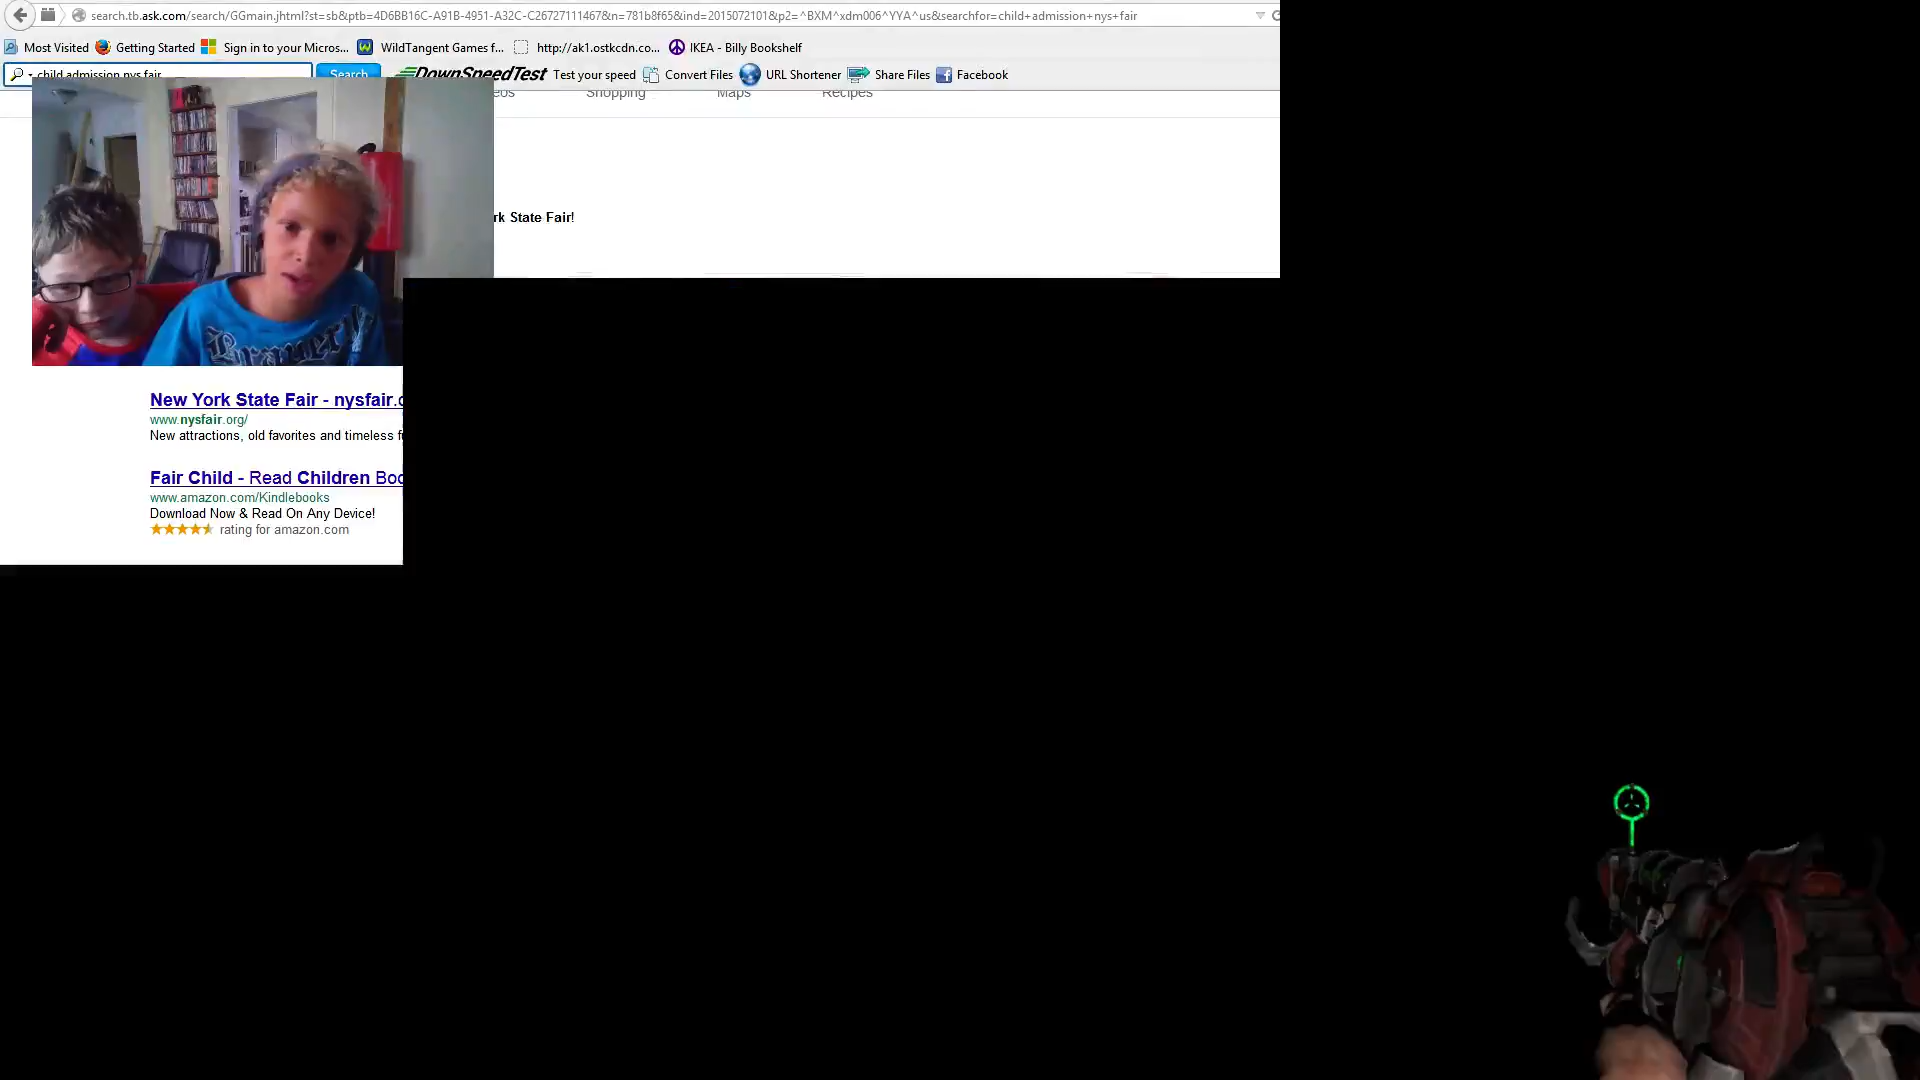 search.tb.ask.com/search/GGmain.jhtml?st=sb&ptb=4D6BB16C-A91B-4951-A32C-C26727111467&n=781b8f65&ind=2015072101&p2=^BXM^xdm006^YYA^us&searchfor=child+admission+nys+fair
Most Visited Getting Started Sign in to your Micros... WildTangent Games f... http://ak1.ostkcdn.co... IKEA - Billy Bookshelf
child admission nys fair Search DownSpeedTest Test your speed Convert Files URL Shortener Share Files Facebook
eos Shopping Maps Recipes
rk State Fair!
New York State Fair - nysfair.
www.nysfair.org/
New attractions, old favorites and timeless f
Fair Child - Read Children Boo
www.amazon.com/Kindlebooks
Download Now & Read On Any Device!
rating for amazon.com